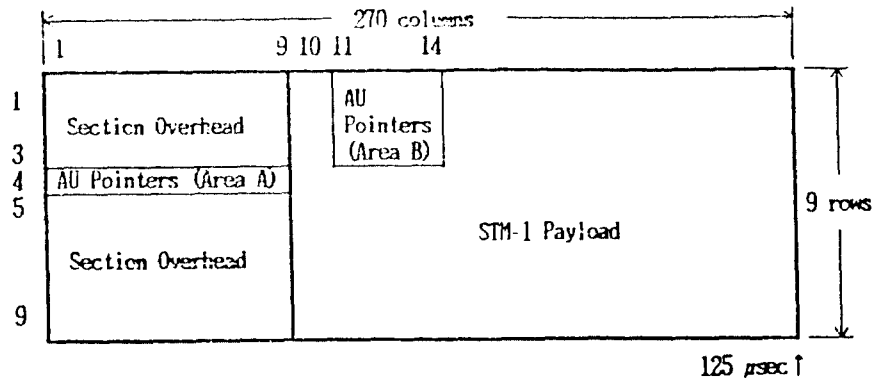 270 columns
1 9 10 11 14
1
AU
Pointers
(Area B)
Section Overhead
3
4 AU Pointers (Area A)
5
9 rows
STM-1 Payload
Section Overhead
9
125 μsec↑